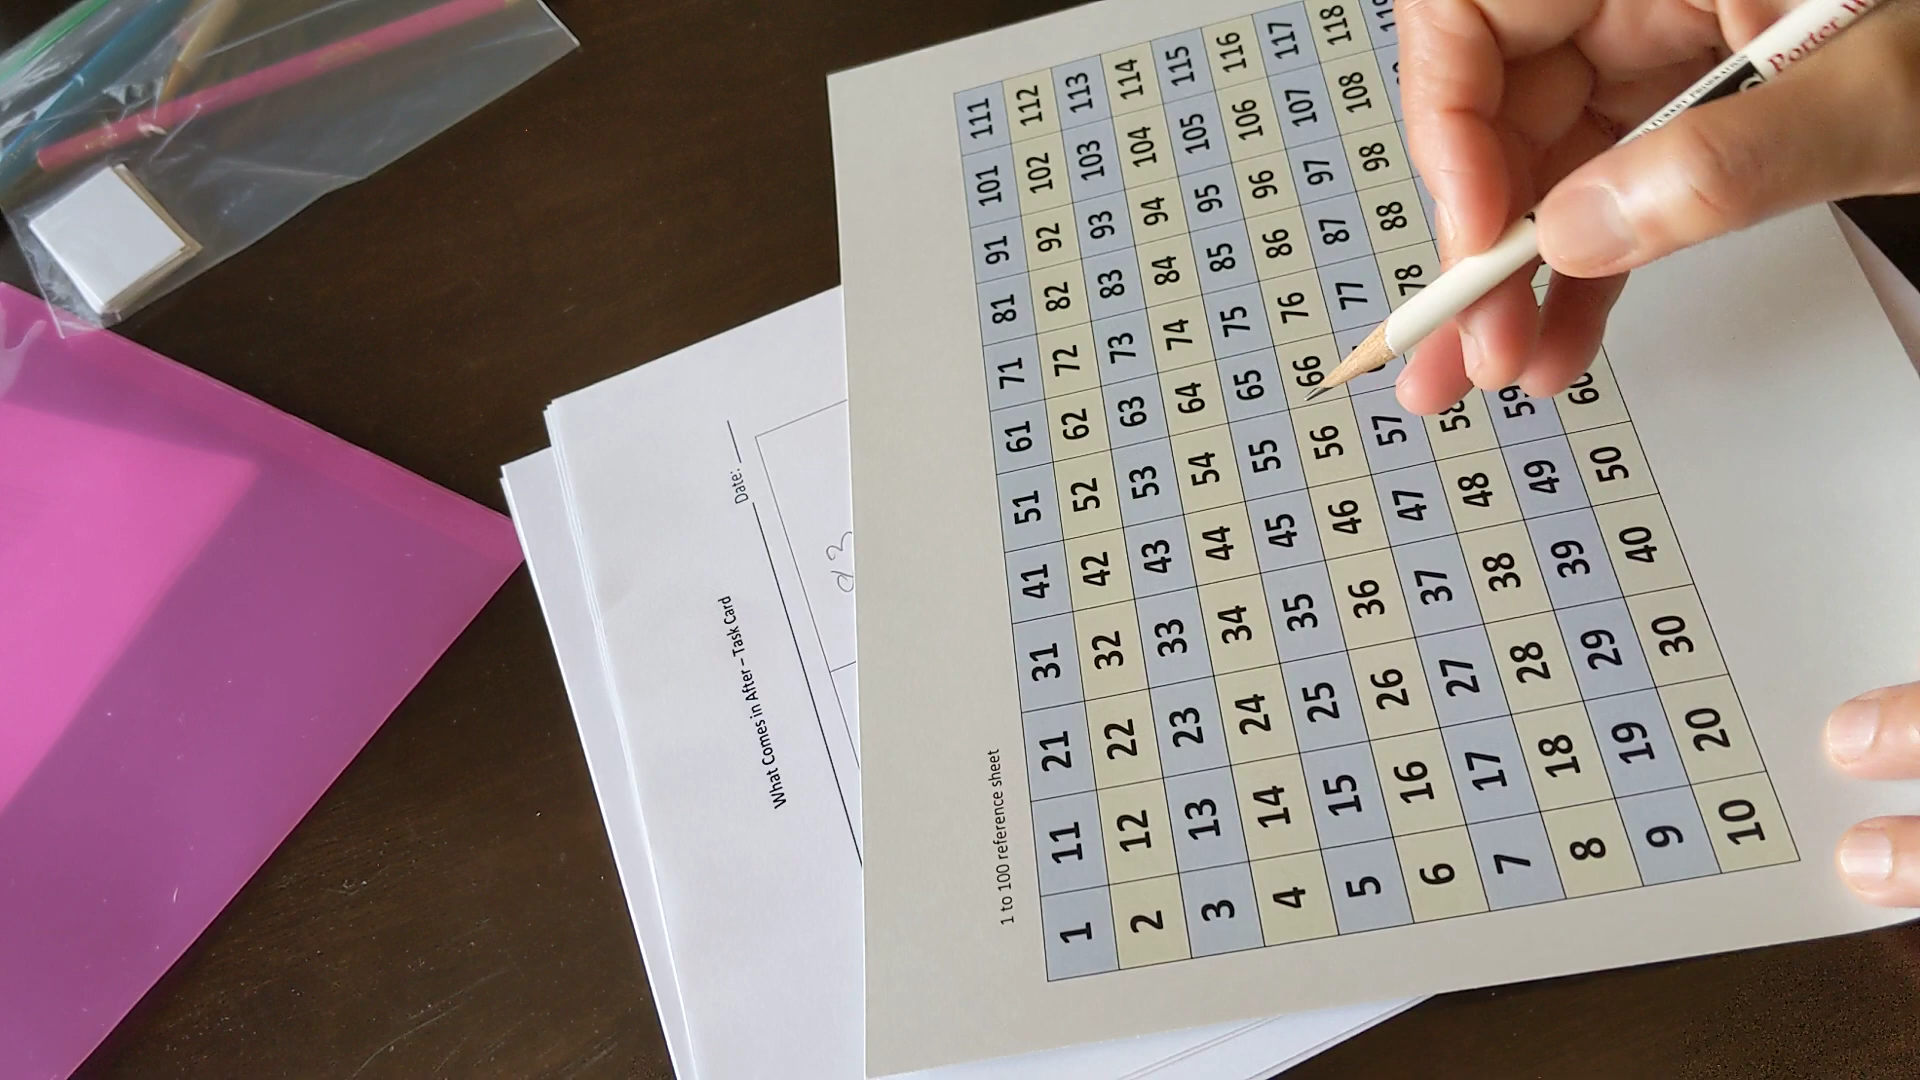 What Comes in After – Task Card
Date:
23
1 to 100 reference sheet
1 11 21 31 41 51 61 71 81 91 101 111
2 12 22 32 42 52 62 72 82 92 102 112
3 13 23 33 43 53 63 73 83 93 103 113
4 14 24 34 44 54 64 74 84 94 104 114
5 15 25 35 45 55 65 75 85 95 105 115
6 16 26 36 46 56 66 76 86 96 106 116
7 17 27 37 47 57 77 87 97 107 117
8 18 28 38 48 58 78 88 98 108 118
9 19 29 39 49 59
10 20 30 40 50 60
Porter